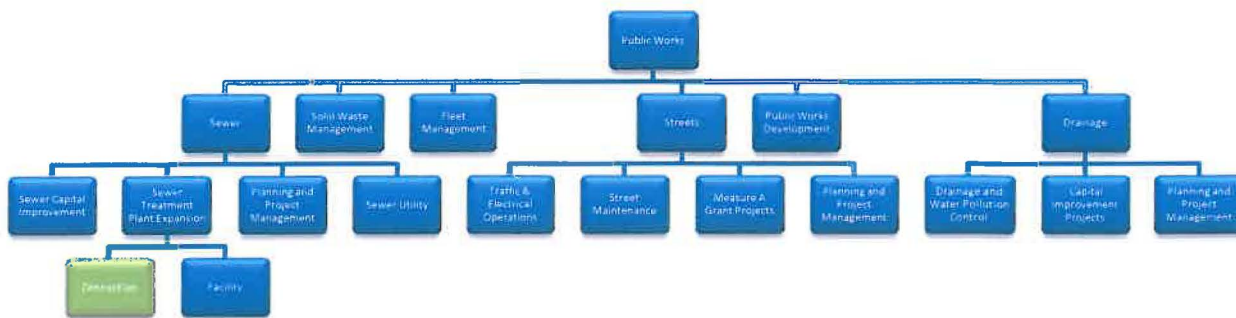 Public Works
Sewer
Solid Waste
Management
Fleet
Management
Streets
Public Works
Development
Drainage
Sewer Capital
Improvement
Sewer
Treatment
Plant Expansion
Planning and
Project
Management
Sewer Utility
Traffic &
Electrical
Operations
Street
Maintenance
Measure A
Grant Projects
Planning and
Project
Management
Drainage and
Water Pollution
Control
Capital
Improvement
Projects
Planning and
Project
Management
Facility